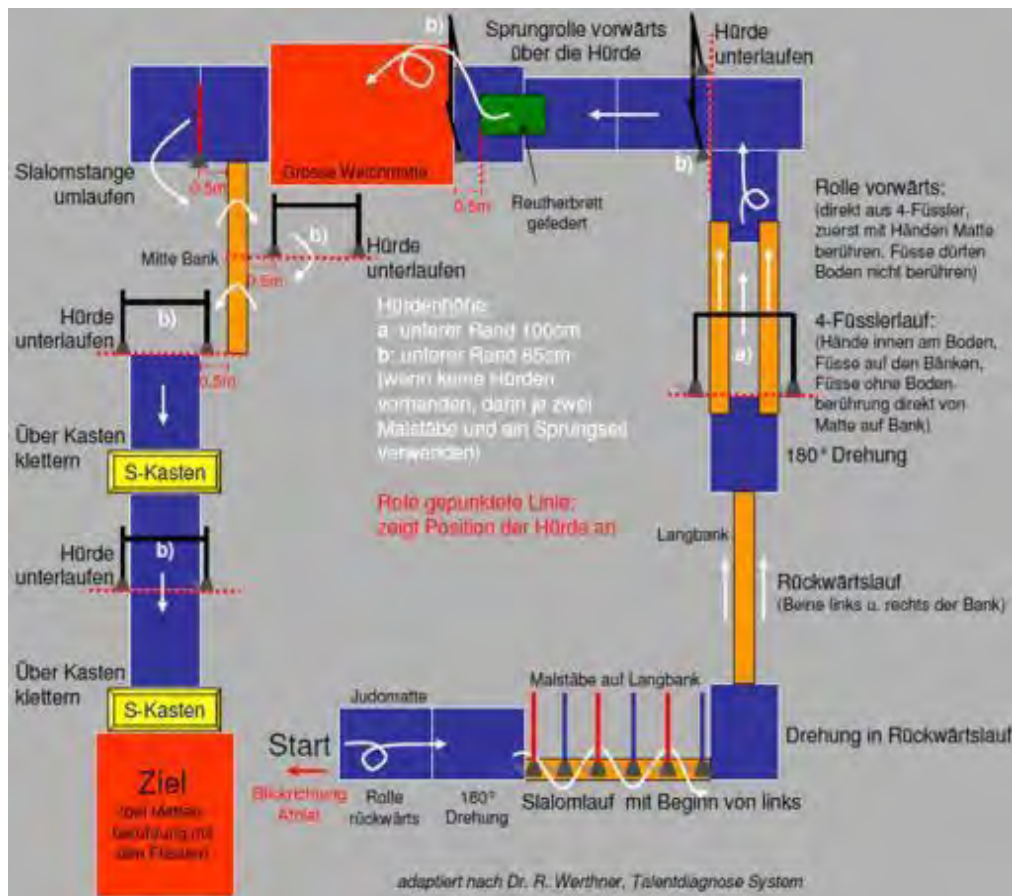 b)
Sprungrolle vorwärts
über die Hürde
Hürde
unterlaufen
b)
Slalomstange
umlaufen
0.5m
Grosse Weichmatte
0.5m
Reutherbrett
gefedert
Rolle vorwärts:
(direkt aus 4-Füssler,
zuerst mit Händen Matte
berühren. Füsse dürfen
Boden nicht berühren)
Mitte Bank
b)
0.5m
Hürde
unterlaufen
Hürde
unterlaufen
b)
0.5m
Hürdenhöhe:
a: unterer Rand 100cm
b: unterer Rand 65cm
(wenn keine Hürden
vorhanden, dann je zwei
Malstäbe und ein Sprungseil
verwenden)
a)
4-Füsslerlauf:
(Hände innen am Boden,
Füsse auf den Bänken,
Füsse ohne Boden-
berührung direkt von
Matte auf Bank)
Über Kasten
klettern
S-Kasten
180° Drehung
Rote gepunktete Linie:
zeigt Position der Hürde an
Langbank
Hürde
unterlaufen
b)
Rückwärtslauf
(Beine links u. rechts der Bank)
Über Kasten
klettern
S-Kasten
Judomatte
Malstäbe auf Langbank
Start
Drehung in Rückwärtslauf
Ziel
den Füssen)
Blickrichtung
Athlet
Rolle
rückwärts
180°
Drehung
Slalomlauf mit Beginn von links
adaptiert nach Dr. R. Werthner, Talentdiagnose System